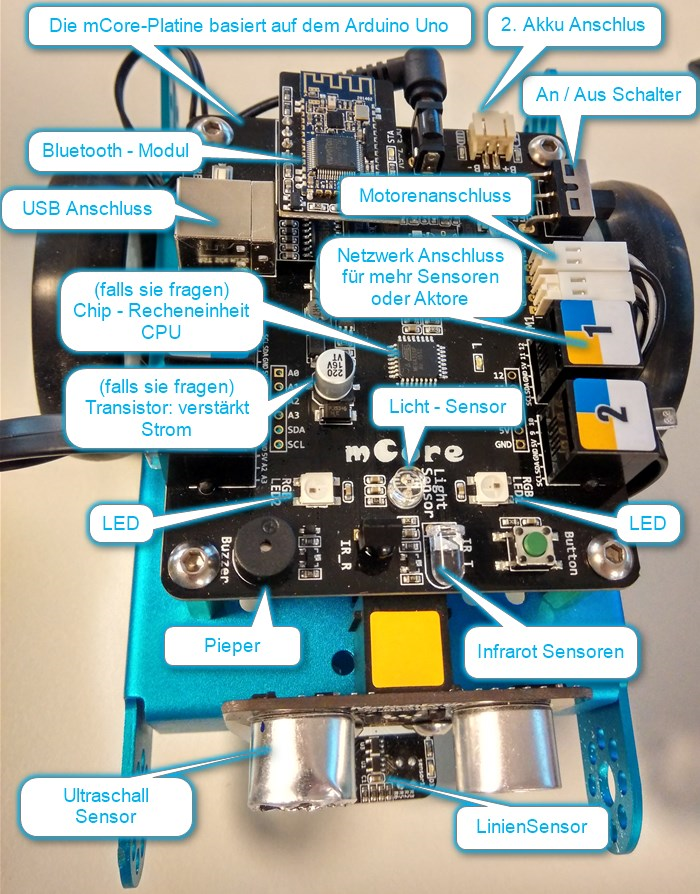 Die mCore-Platine basiert auf dem Arduino Uno
2. Akku Anschlus
An / Aus Schalter
Bluetooth - Modul
Motorenanschluss
USB Anschluss
Netzwerk Anschluss
für mehr Sensoren
oder Aktore
(falls sie fragen)
Chip - Recheneinheit
CPU
1
(falls sie fragen)
Transistor: verstärkt
Strom
220
16V
VT
A0
A3
SDA
SCL
L
12
5V
GND
2
Licht - Sensor
mCore
Light
Sensor
RGB
LED2
RGB
LED1
LED
LED
Buzzer
IR_R
IR_T
Button
Pieper
Infrarot Sensoren
Ultraschall
Sensor
LinienSensor